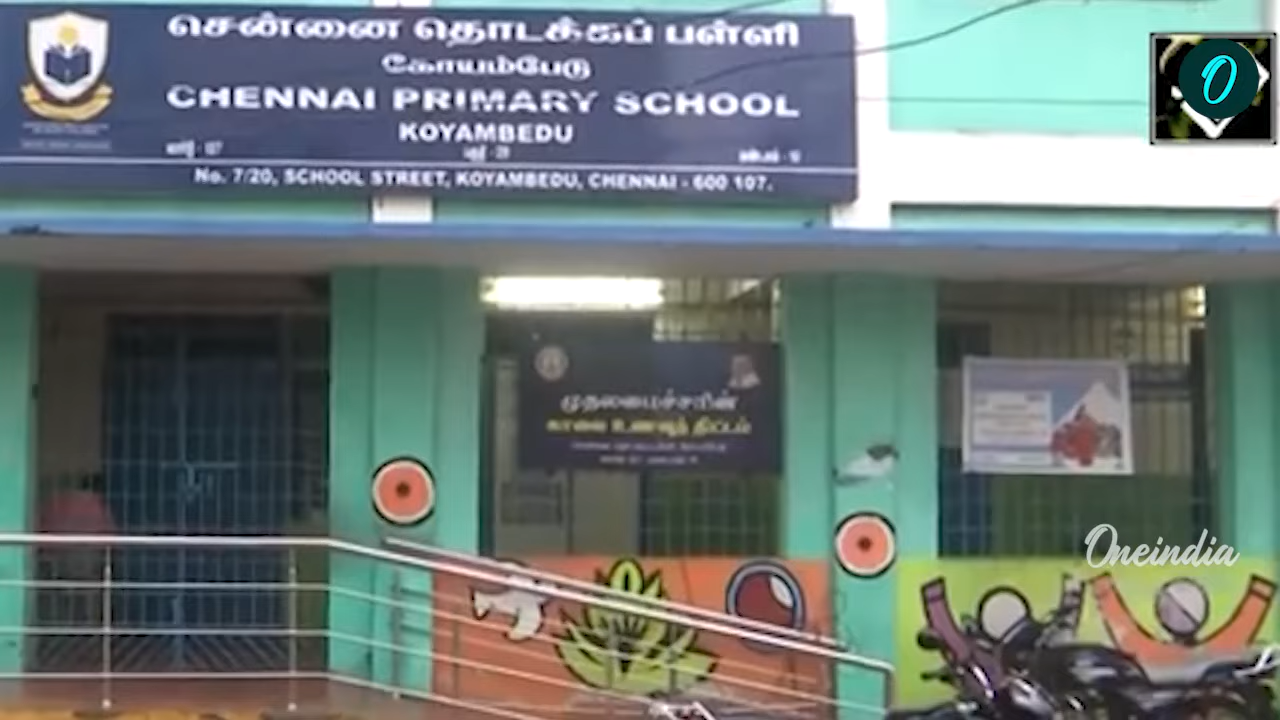 சென்னை தொடக்கப் பள்ளி
கோயம்பேடு
CHENNAI PRIMARY SCHOOL
KOYAMBEDU
No. 7/20, SCHOOL STREET, KOYAMBEDU, CHENNAI - 600 107.
முதலமைச்சரின்
காலை உணவுத் திட்டம்
Oneindia